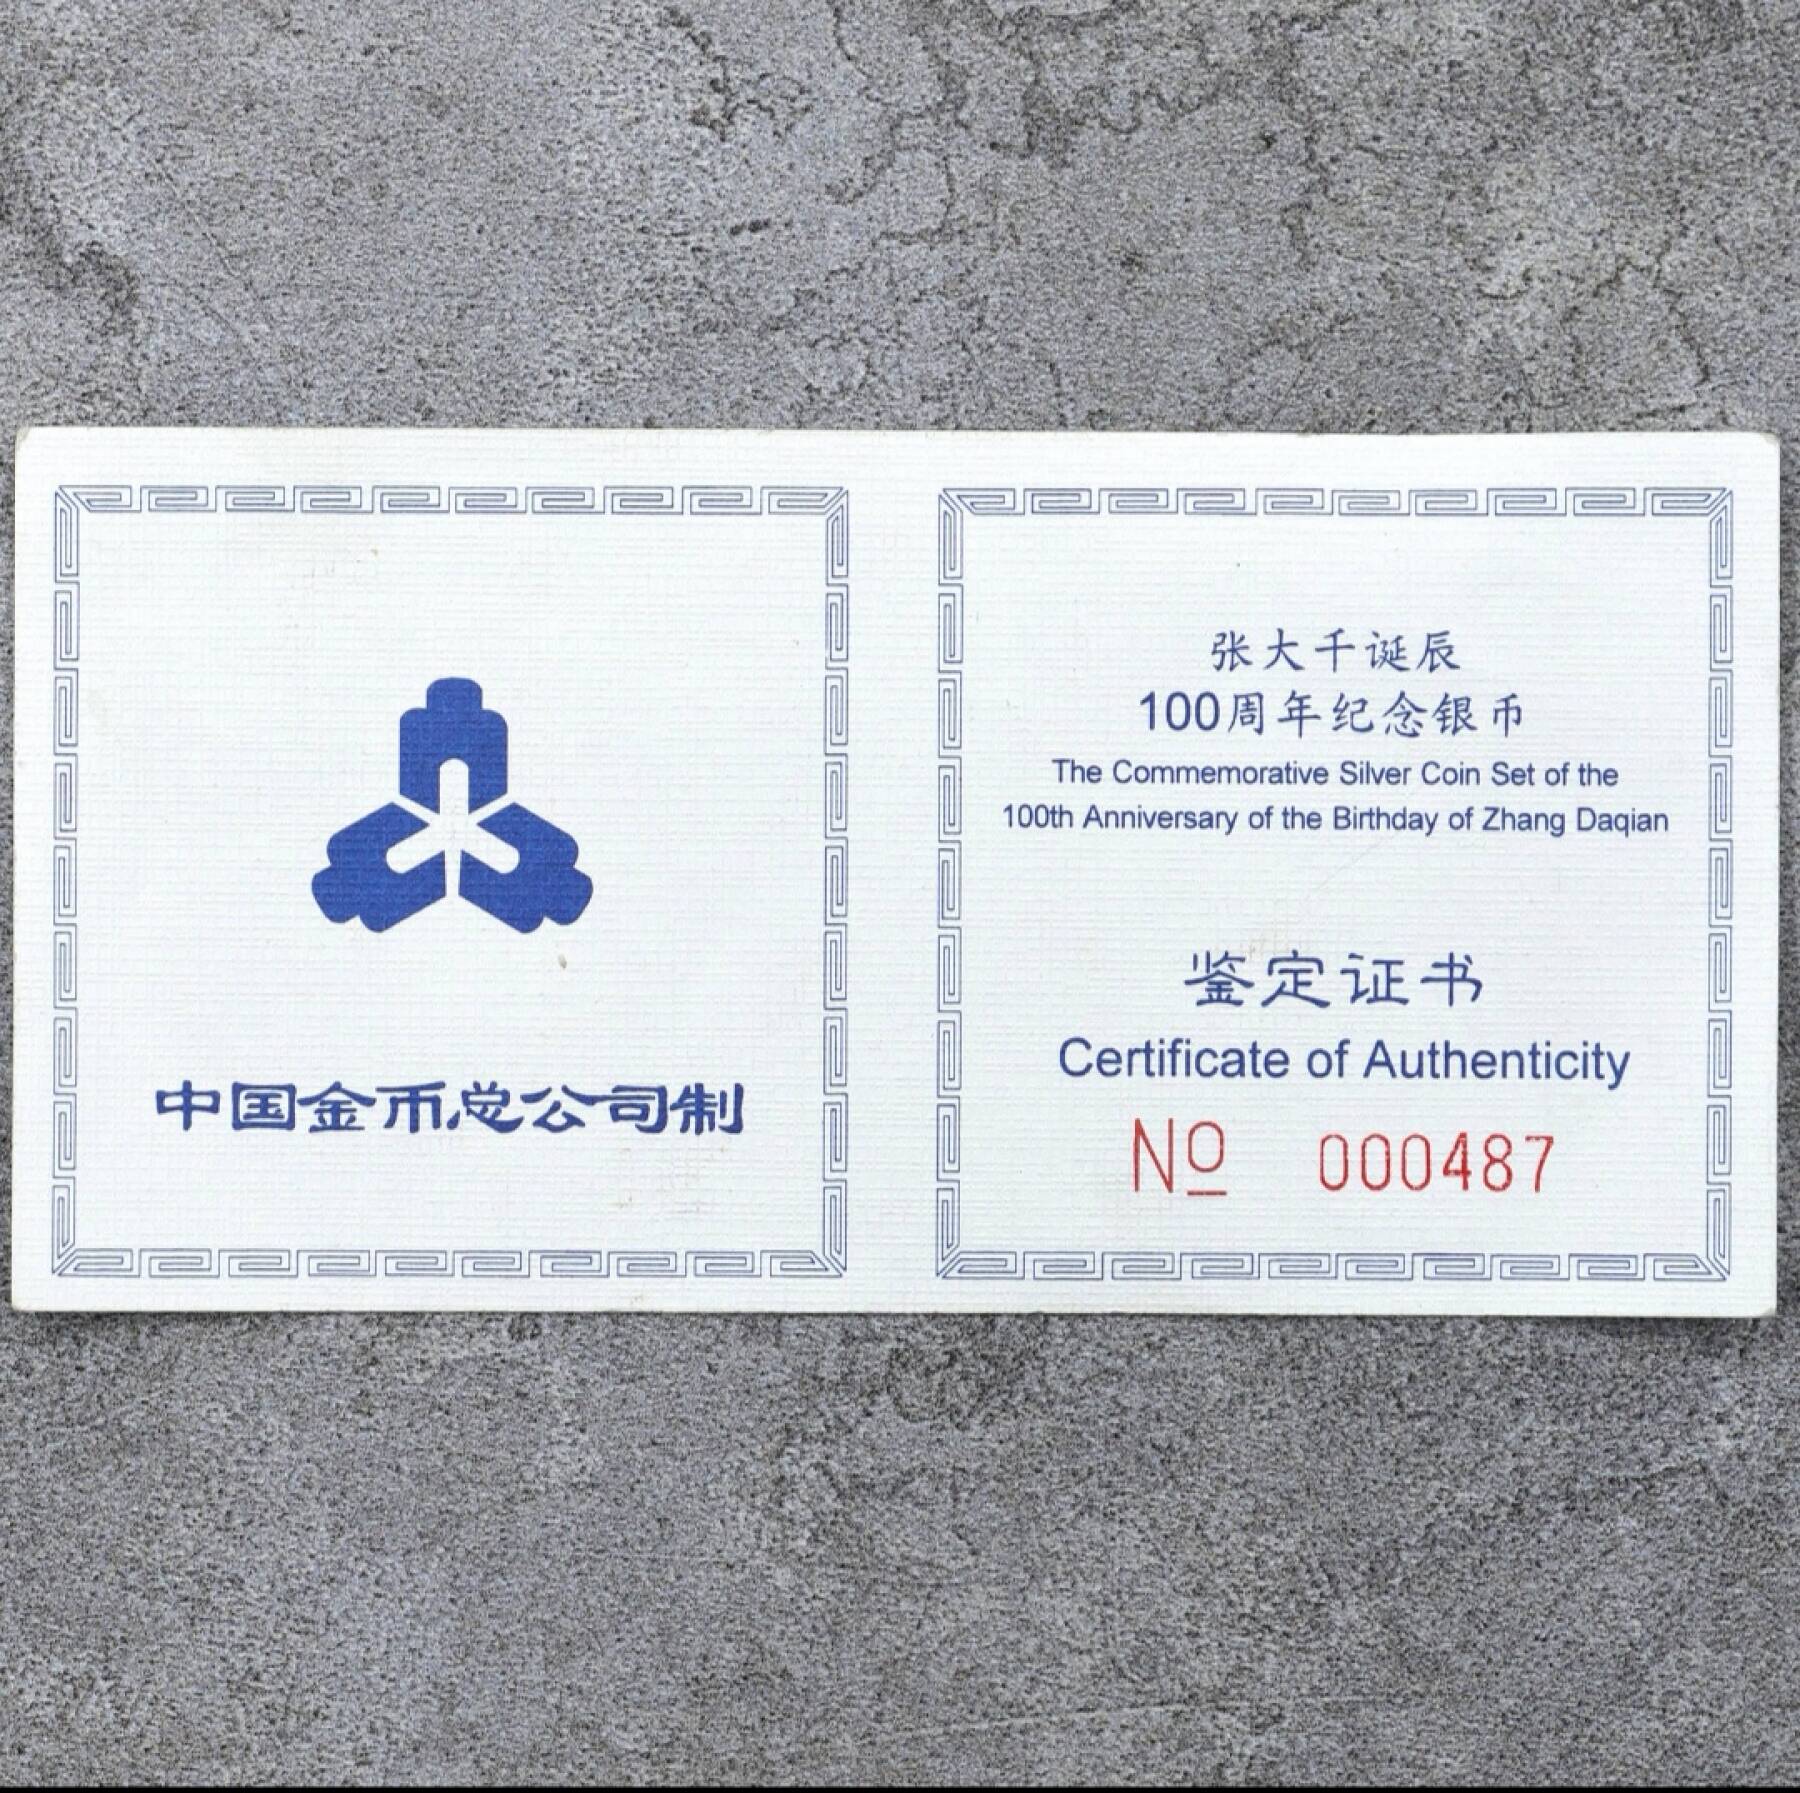 中国金币总公司制
张大千诞辰
100周年纪念银币
The Commemorative Silver Coin Set of the
100th Anniversary of the Birthday of Zhang Daqian
鉴定证书
Certificate of Authenticity
Nº 000487